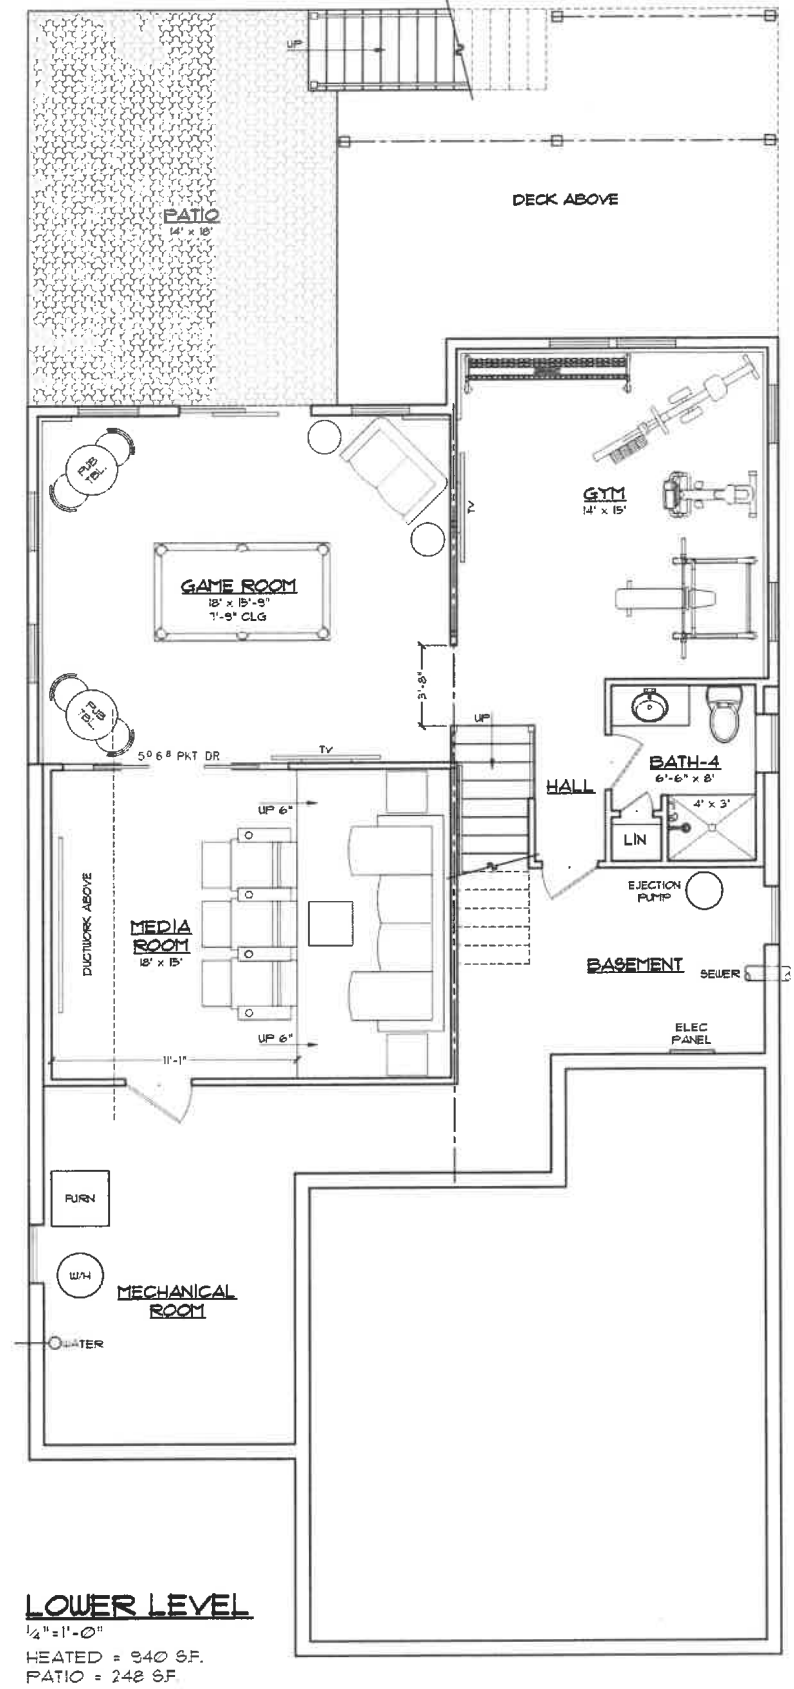 UP
PATIO
14' x 18'
DECK ABOVE
GYM
14' x 15'
TV
PUB
TBL
GAME ROOM
18' x 15'-9"
7'-9" CLG
3'-8"
PUB
TBL
UP
5⁰ 6⁸ PKT DR
TV
BATH-4
6'-6" x 8'
HALL
4' x 3'
UP 6"
LIN
DUCTWORK ABOVE
MEDIA
ROOM
18' x 15'
EJECTION
PUMP
BASEMENT
SEWER
UP 6"
ELEC
PANEL
11'-1"
FURN
W/H
MECHANICAL
ROOM
WATER
LOWER LEVEL
1/4"=1'-0"
HEATED = 940 S.F.
PATIO = 248 S.F.